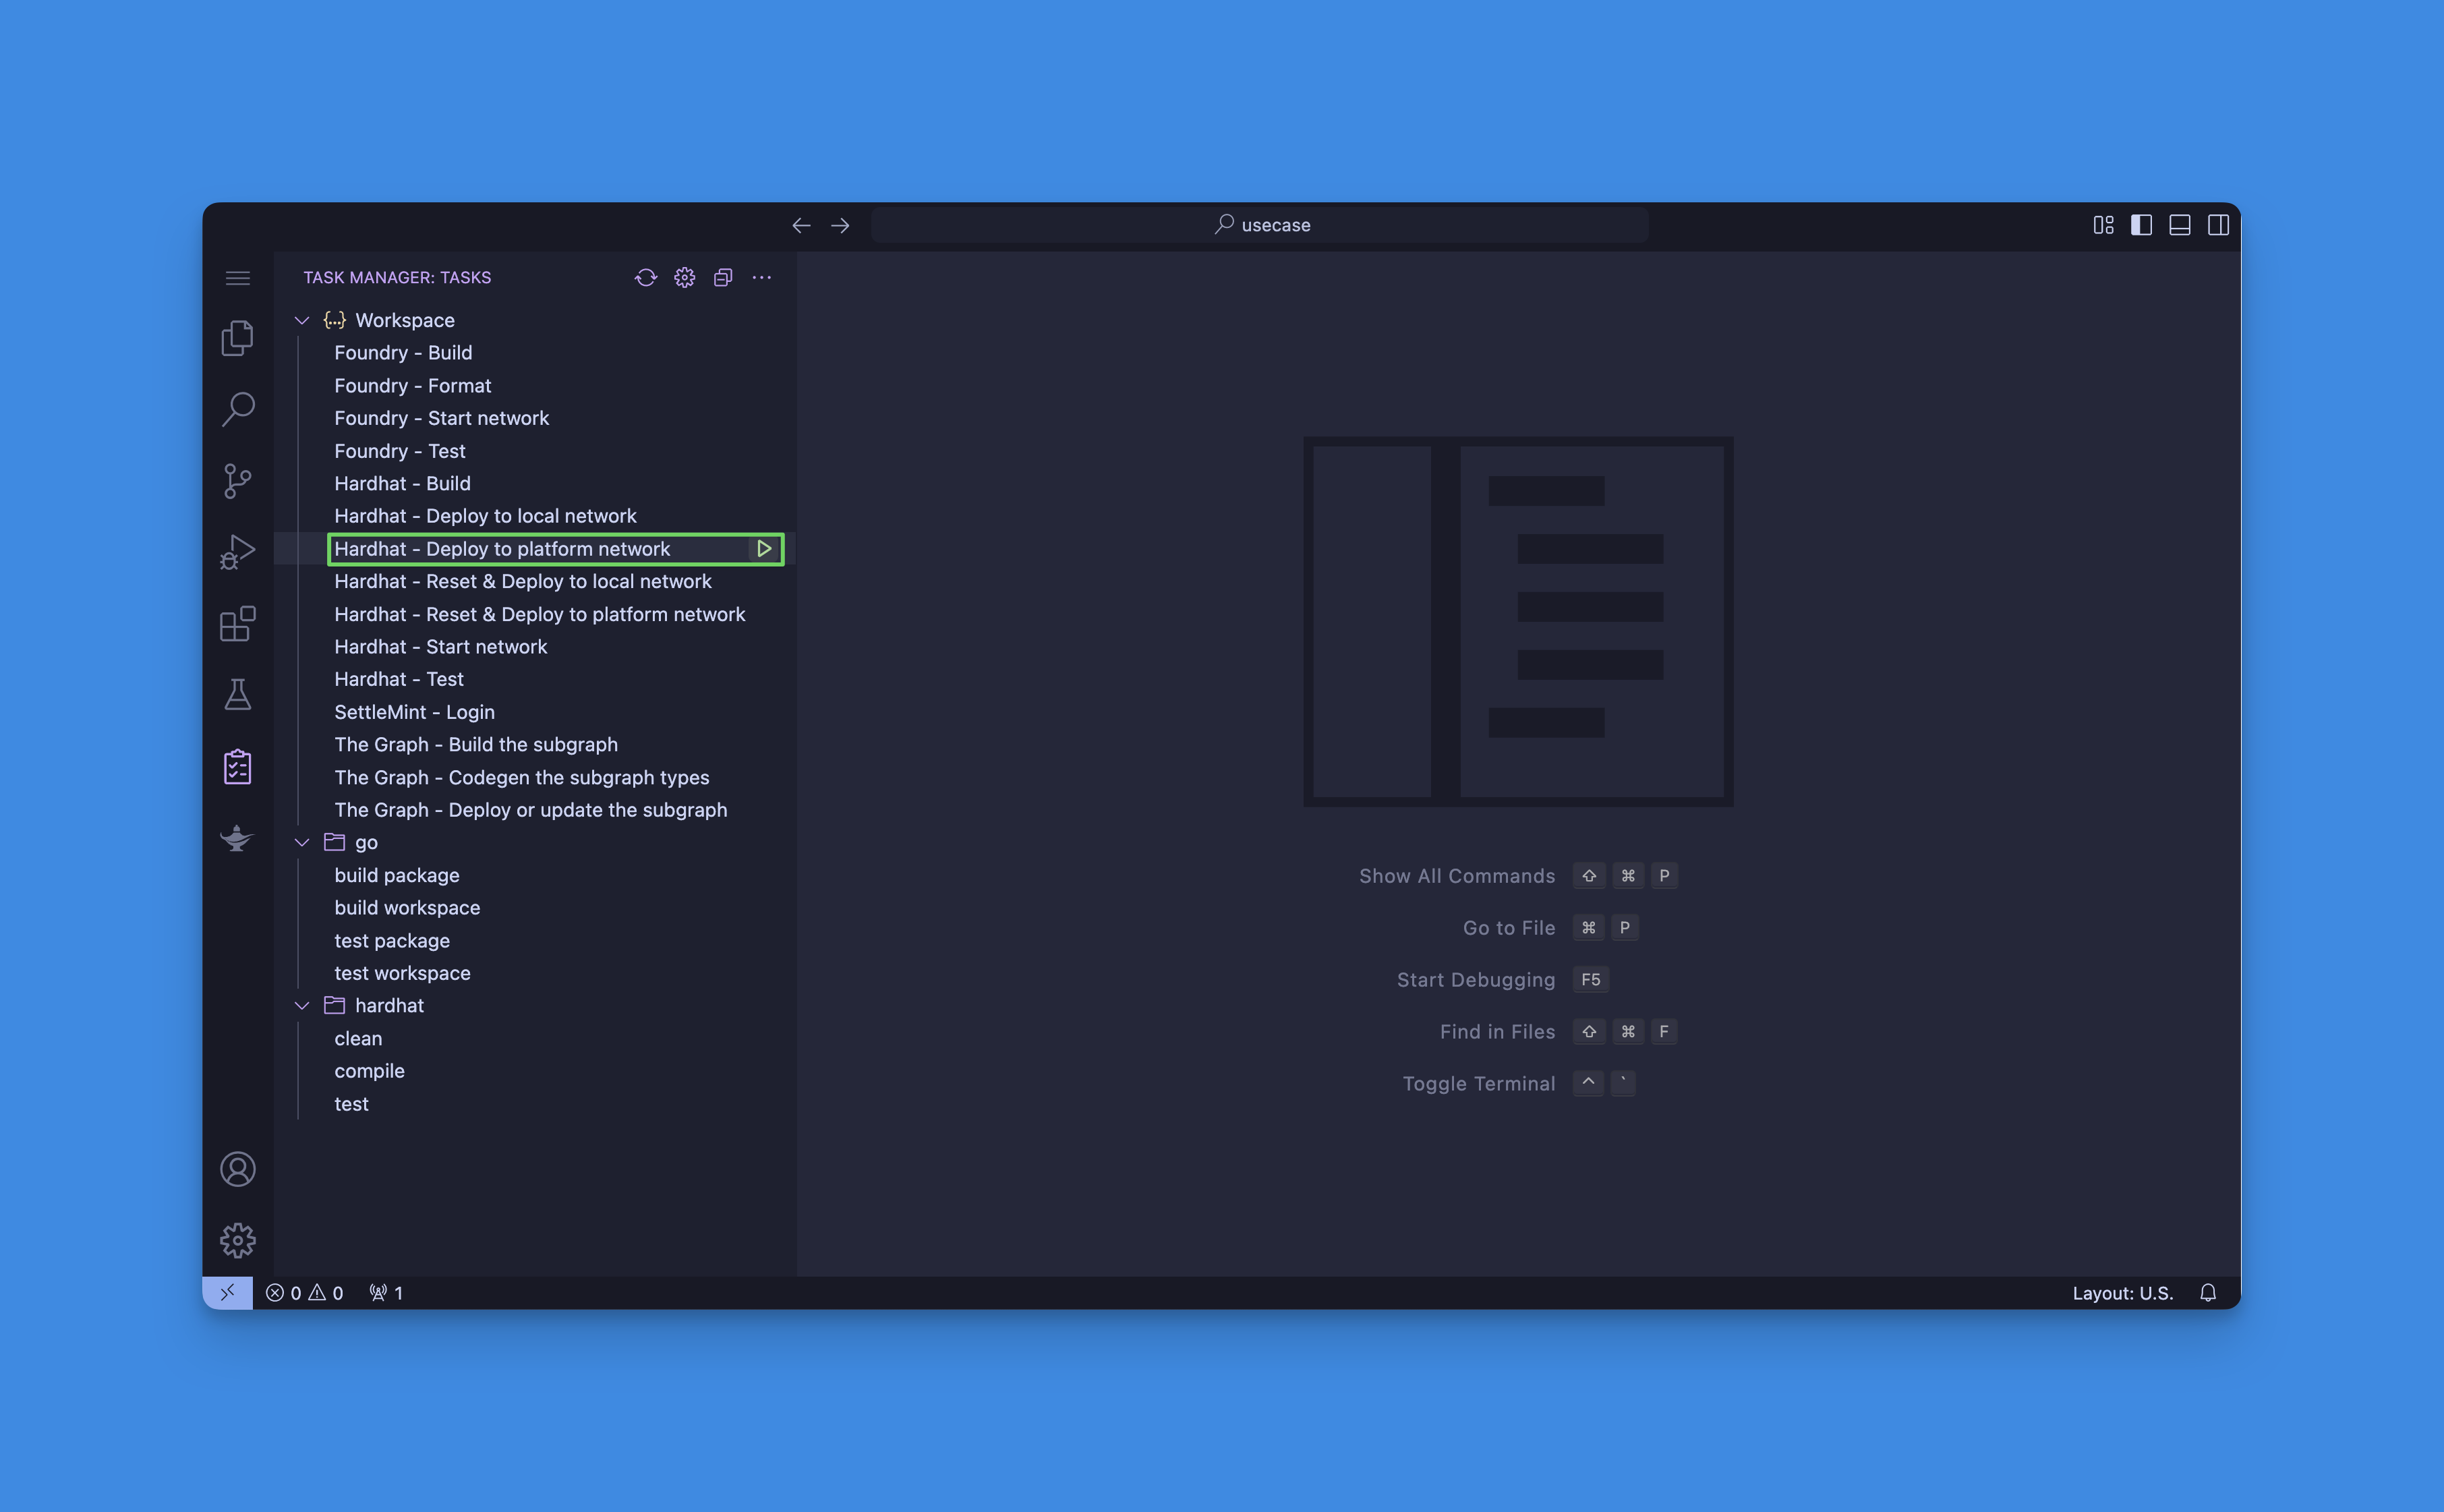 usecase
TASK MANAGER: TASKS
Workspace
Foundry - Build
Foundry - Format
Foundry - Start network
Foundry - Test
Hardhat - Build
Hardhat - Deploy to local network
Hardhat - Deploy to platform network
Hardhat - Reset & Deploy to local network
Hardhat - Reset & Deploy to platform network
Hardhat - Start network
Hardhat - Test
SettleMint - Login
The Graph - Build the subgraph
The Graph - Codegen the subgraph types
The Graph - Deploy or update the subgraph
go
build package
build workspace
test package
test workspace
hardhat
clean
compile
test
Show All Commands ⇧ ⌘ P
Go to File ⌘ P
Start Debugging F5
Find in Files ⇧ ⌘ F
Toggle Terminal ^ `
0 0 1
Layout: U.S.